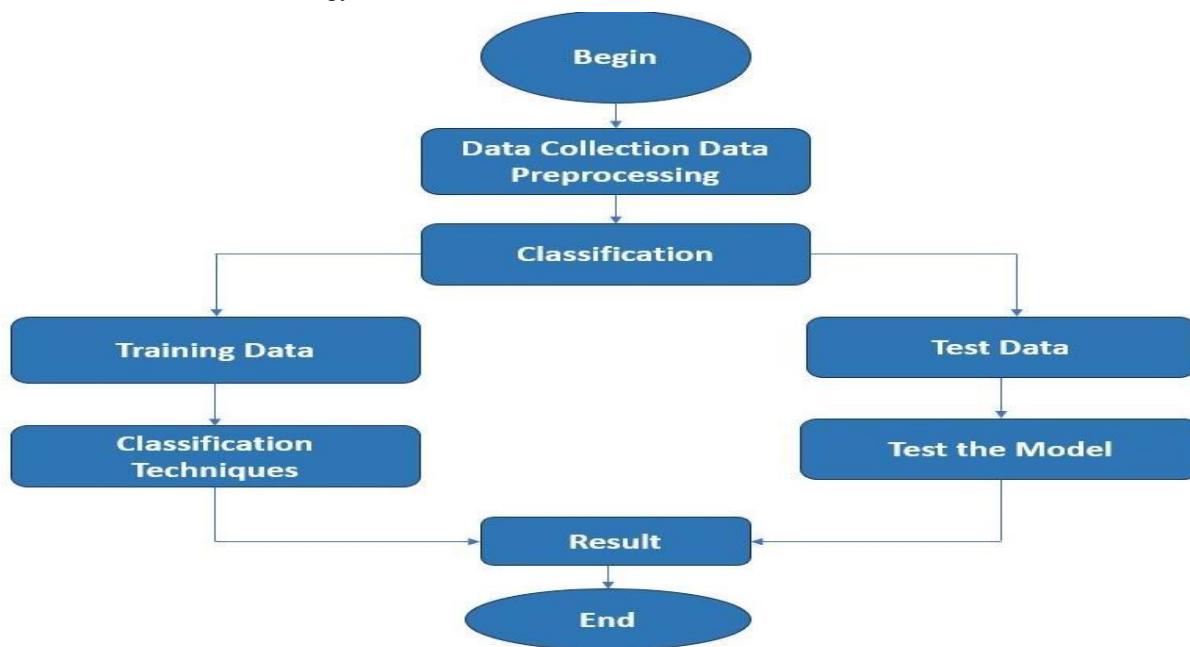 Begin
Data Collection Data
Preprocessing
Classification
Training Data
Test Data
Classification
Techniques
Test the Model
Result
End